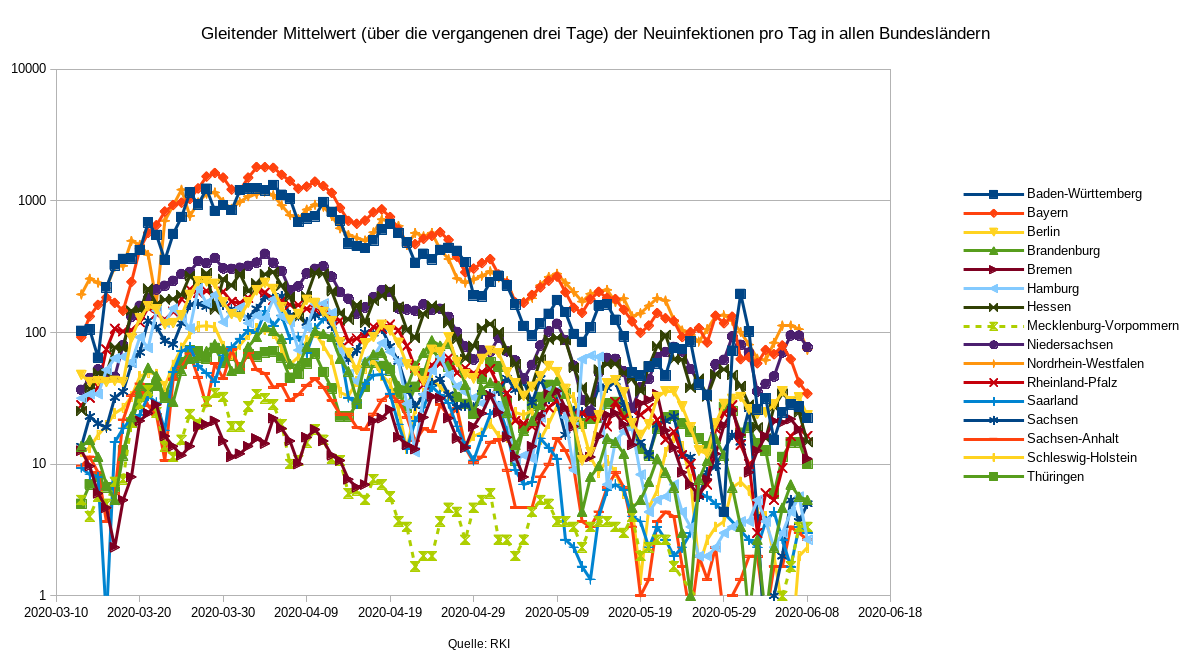 Gleitender Mittelwert (über die vergangenen drei Tage) der Neuinfektionen pro Tag in allen Bundesländern
10000
1000
100
10
1
2020-03-10 2020-03-20 2020-03-30 2020-04-09 2020-04-19 2020-04-29 2020-05-09 2020-05-19 2020-05-29 2020-06-08 2020-06-18
Quelle: RKI
Baden-Württemberg
Bayern
Berlin
Brandenburg
Bremen
Hamburg
Hessen
Mecklenburg-Vorpommern
Niedersachsen
Nordrhein-Westfalen
Rheinland-Pfalz
Saarland
Sachsen
Sachsen-Anhalt
Schleswig-Holstein
Thüringen